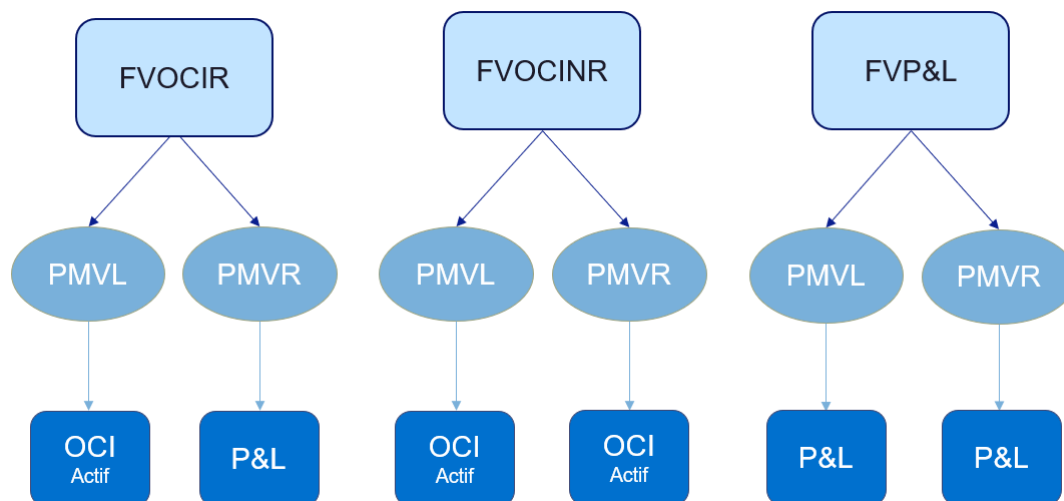 FVOCIR
FVOCINR
FVP&L
PMVL
PMVR
PMVL
PMVR
PMVL
PMVR
OCI
Actif
P&L
OCI
Actif
OCI
Actif
P&L
P&L